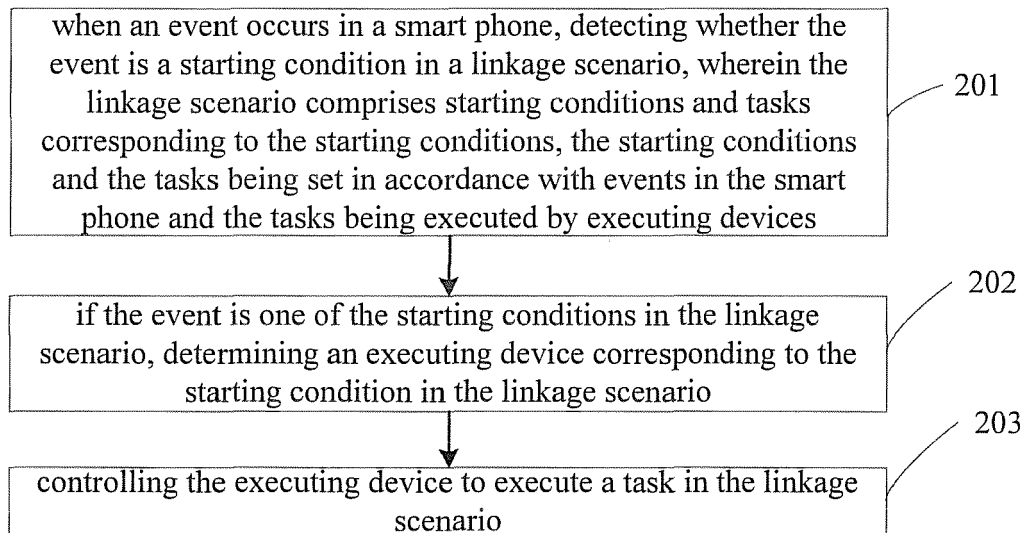 when an event occurs in a smart phone, detecting whether the
event is a starting condition in a linkage scenario, wherein the
linkage scenario comprises starting conditions and tasks
corresponding to the starting conditions, the starting conditions
and the tasks being set in accordance with events in the smart
phone and the tasks being executed by executing devices
201
if the event is one of the starting conditions in the linkage
scenario, determining an executing device corresponding to the
starting condition in the linkage scenario
202
controlling the executing device to execute a task in the linkage
scenario
203